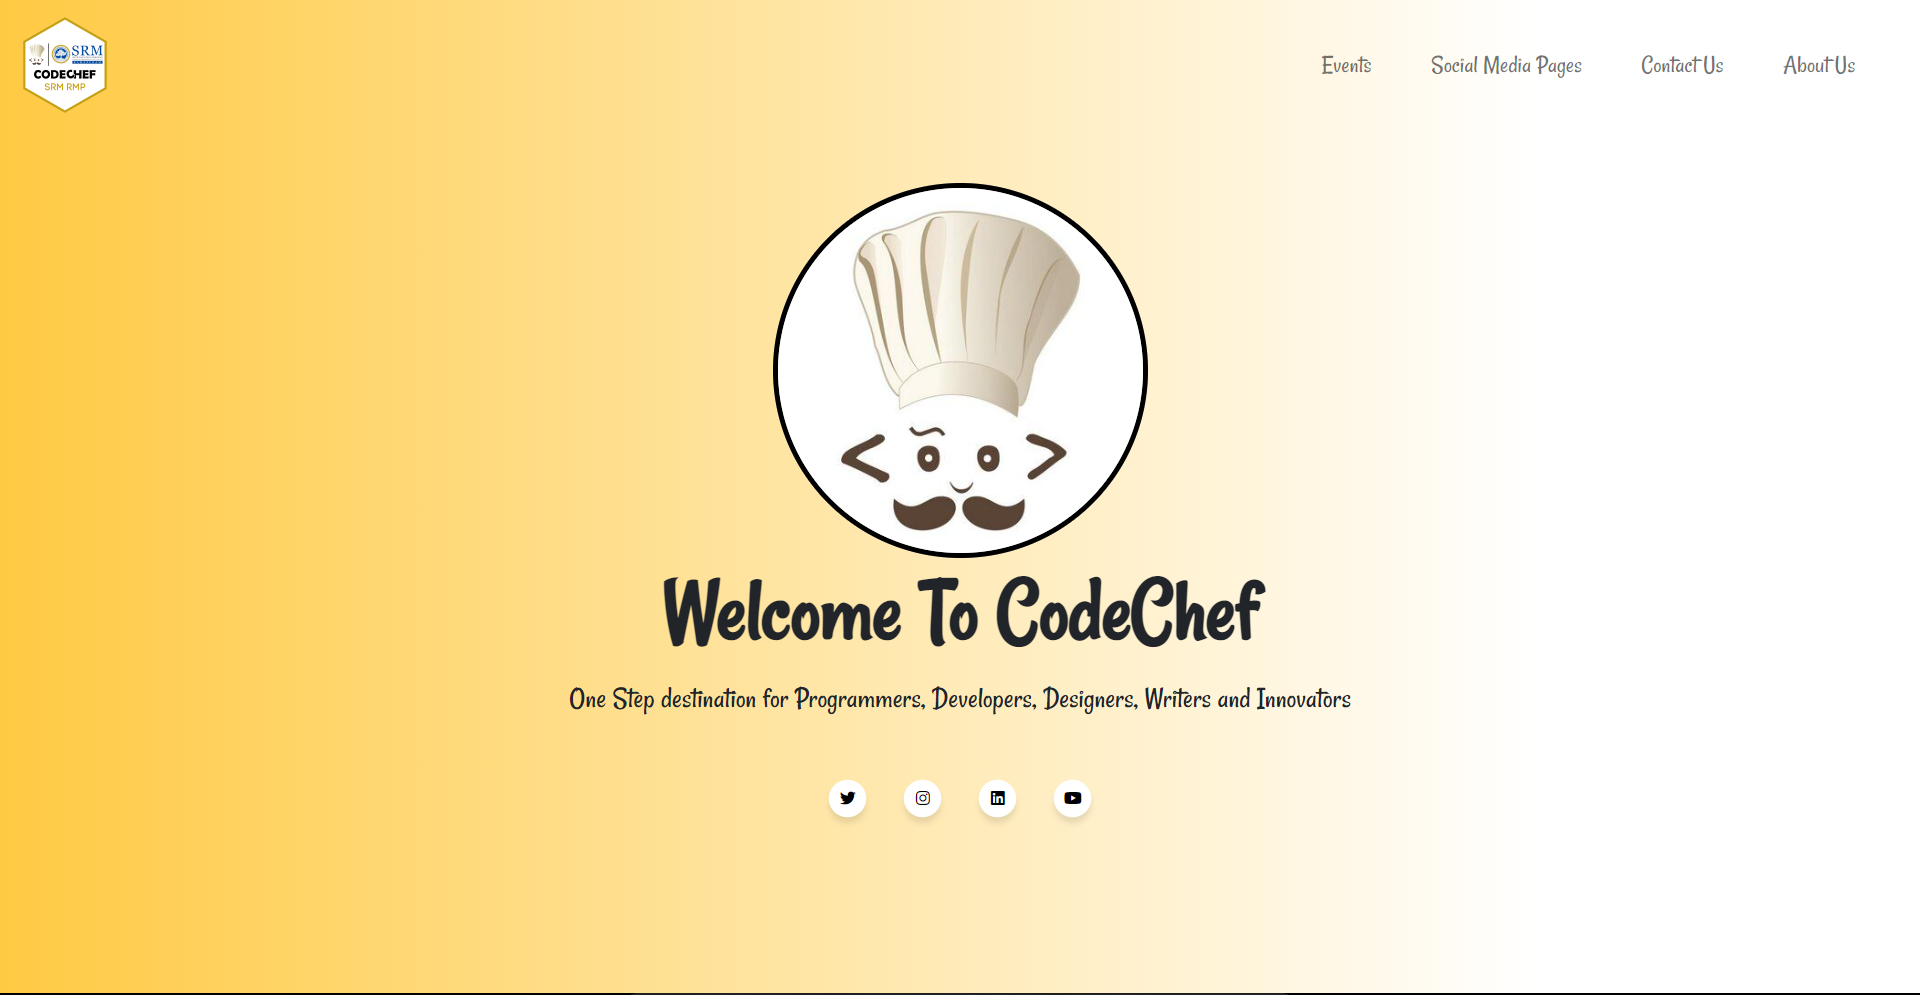 SRM
CODECHEF
SRM RMP
Events
Social Media Pages
Contact Us
About Us
Welcome To CodeChef
One Step destination for Programmers, Developers, Designers, Writers and Innovators